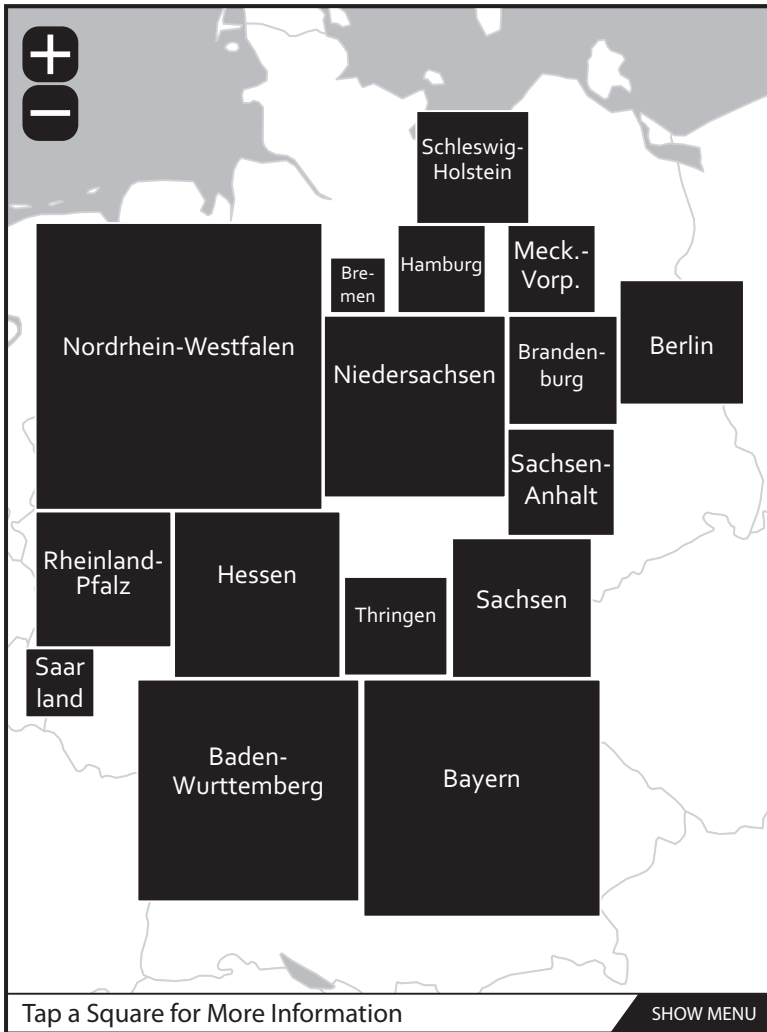 Schleswig-
Holstein
Hamburg
Meck.-
Vorp.
Bre-
men
Nordrhein-Westfalen
Niedersachsen
Branden-
burg
Berlin
Sachsen-
Anhalt
Rheinland-
Pfalz
Hessen
Thringen
Sachsen
Saar
land
Baden-
Wurttemberg
Bayern
Tap a Square for More Information
SHOW MENU